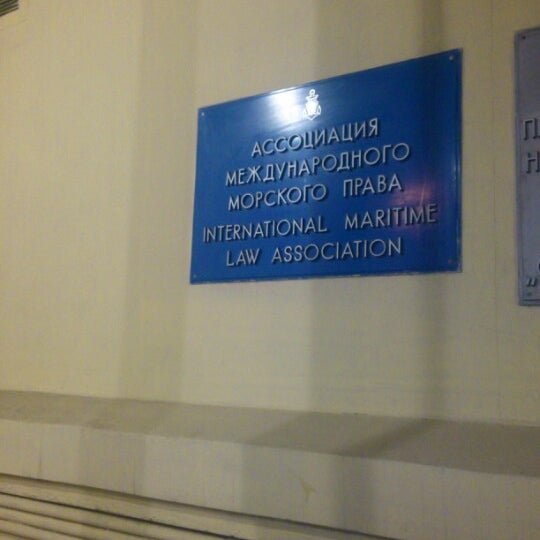 АССОЦИАЦИЯ
МЕЖДУНАРОДНОГО
МОРСКОГО ПРАВА
INTERNATIONAL MARITIME
LAW ASSOCIATION